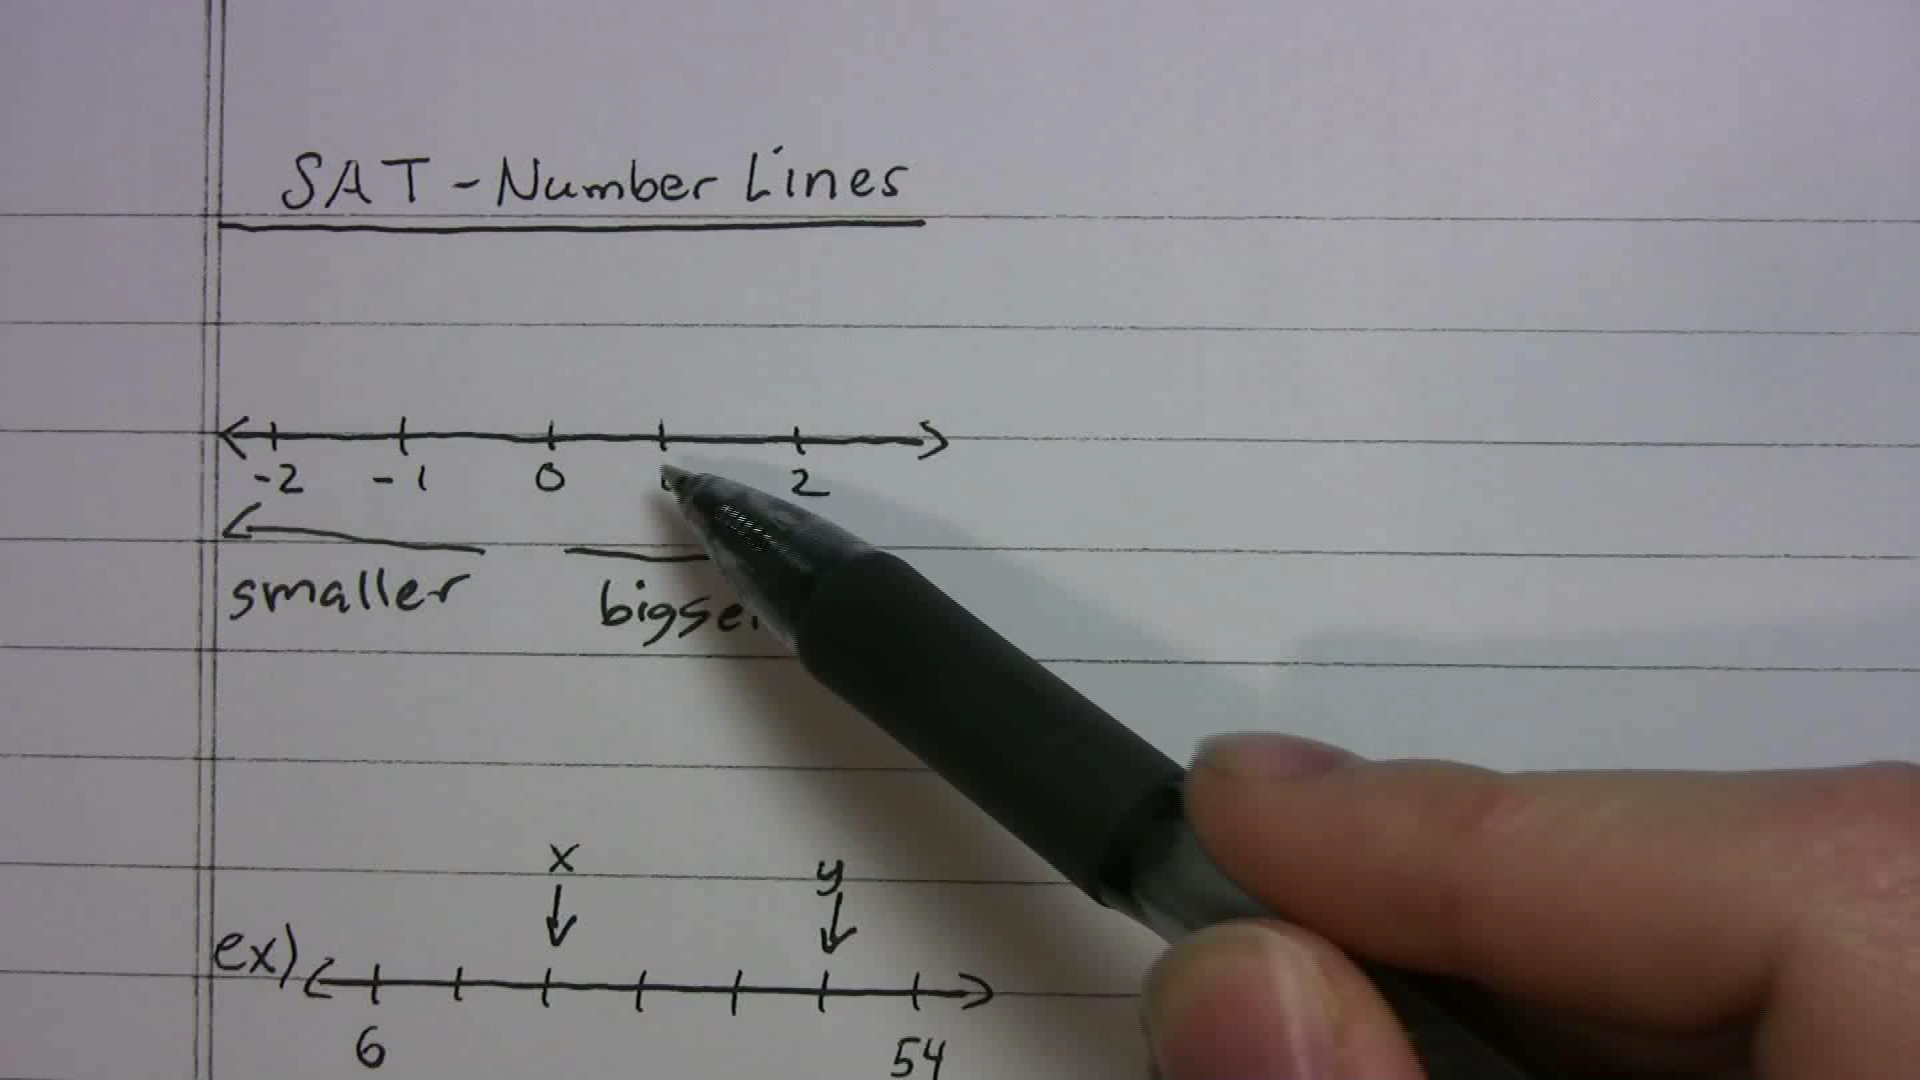 SAT - Number Lines
-2 -1 0 2
smaller
x y
ex)
6 54